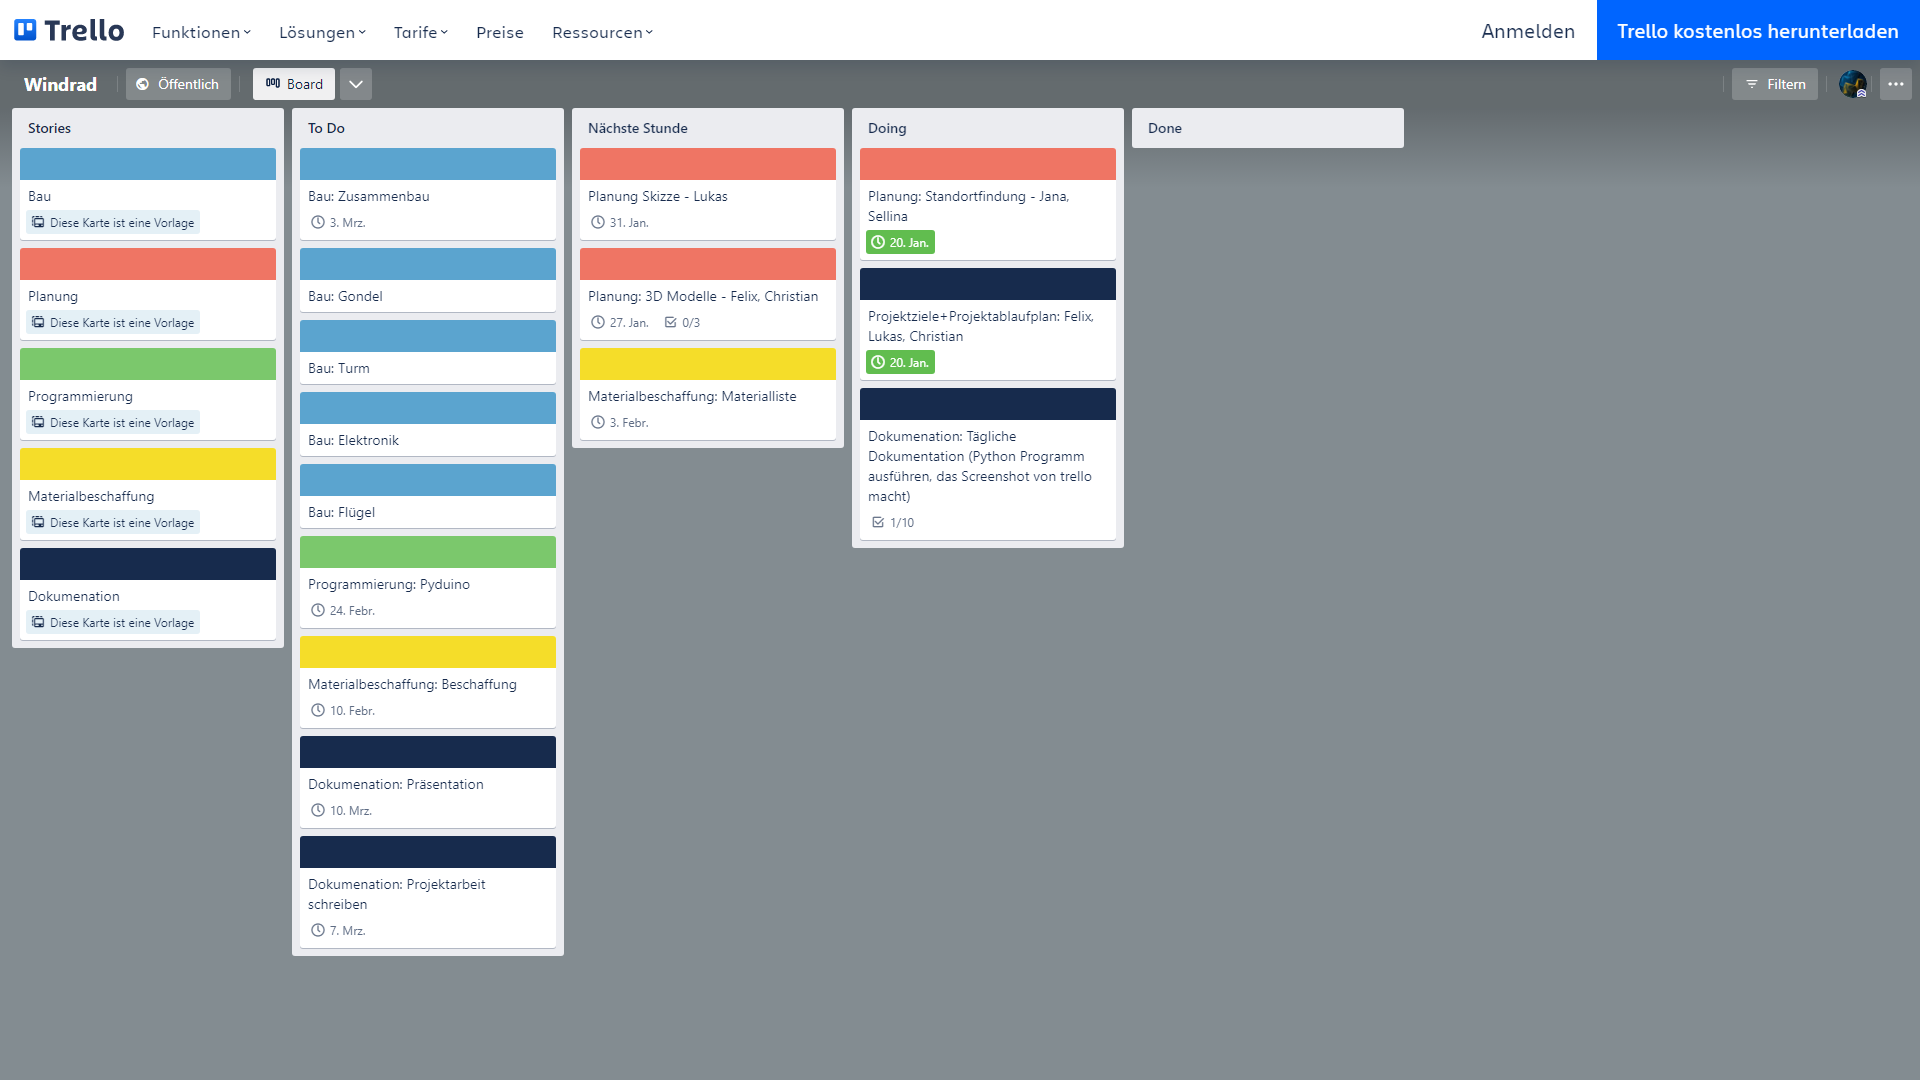 Trello
Funktionen
Lösungen
Tarife
Preise
Ressourcen
Anmelden
Trello kostenlos herunterladen
Windrad
Öffentlich
Board
Filtern
Stories
Bau
Diese Karte ist eine Vorlage
Planung
Diese Karte ist eine Vorlage
Programmierung
Diese Karte ist eine Vorlage
Materialbeschaffung
Diese Karte ist eine Vorlage
Dokumenation
Diese Karte ist eine Vorlage
To Do
Bau: Zusammenbau
3. Mrz.
Bau: Gondel
Bau: Turm
Bau: Elektronik
Bau: Flügel
Programmierung: Pyduino
24. Febr.
Materialbeschaffung: Beschaffung
10. Febr.
Dokumenation: Präsentation
10. Mrz.
Dokumenation: Projektarbeit
schreiben
7. Mrz.
Nächste Stunde
Planung Skizze - Lukas
31. Jan.
Planung: 3D Modelle - Felix, Christian
27. Jan. 0/3
Materialbeschaffung: Materialliste
3. Febr.
Doing
Planung: Standortfindung - Jana,
Sellina
20. Jan.
Projektziele+Projektablaufplan: Felix,
Lukas, Christian
20. Jan.
Dokumenation: Tägliche
Dokumentation (Python Programm
ausführen, das Screenshot von trello
macht)
1/10
Done